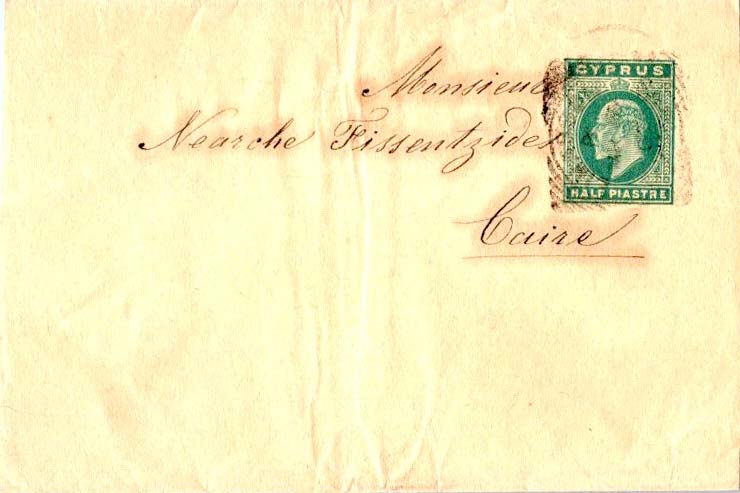 CYPRUS
HALF PIASTRE
Monsieur
Nearche Fissentzides
Caire